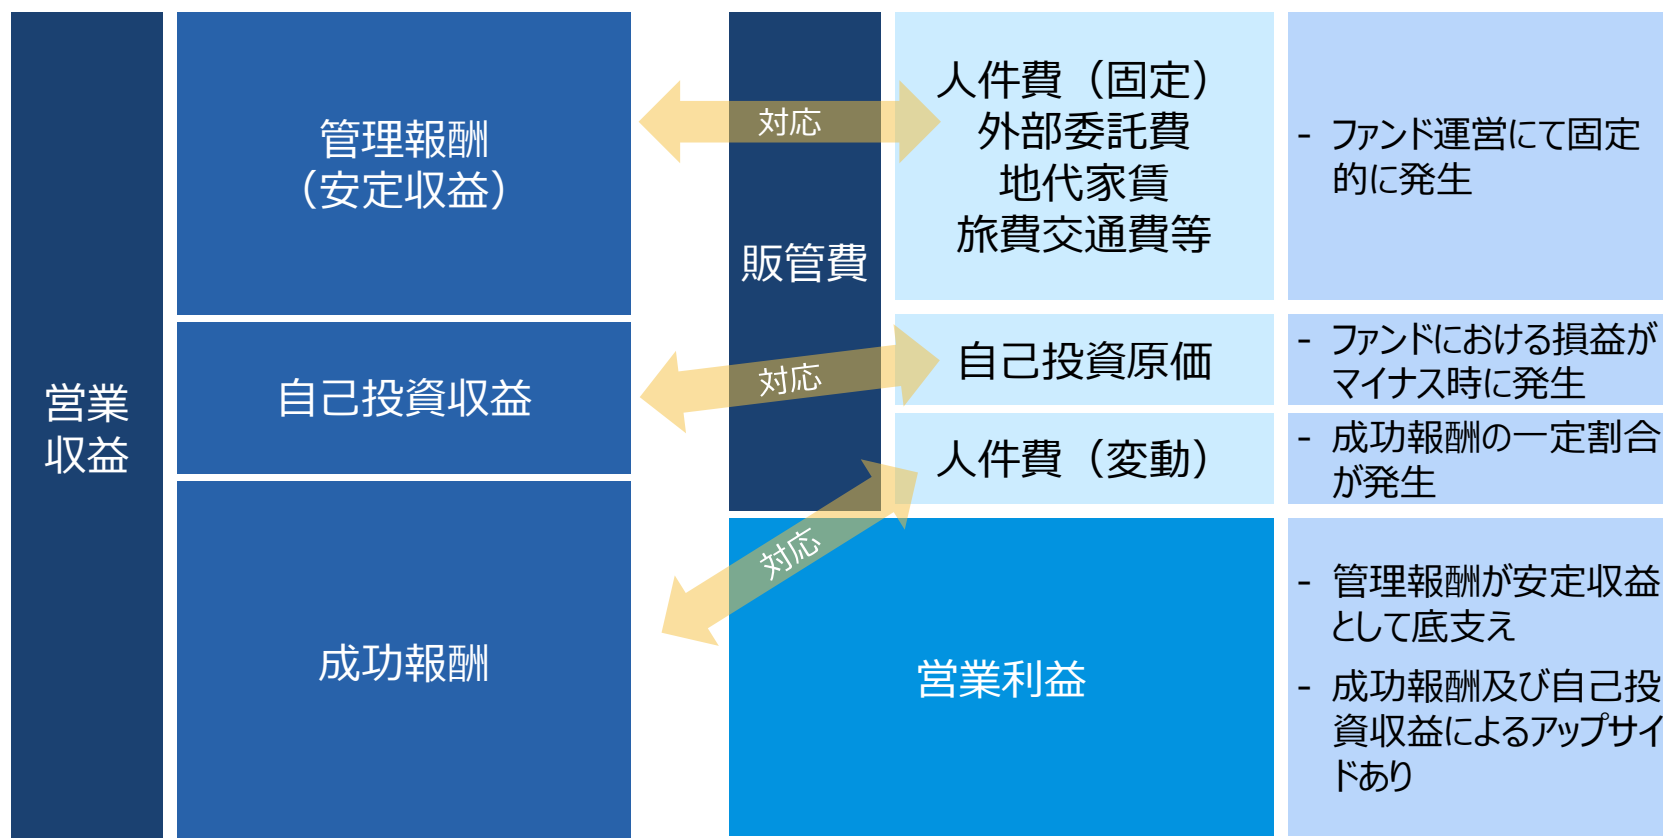 営業
収益
管理報酬
（安定収益）
自己投資収益
成功報酬
対応
対応
対応
販管費
人件費（固定）
外部委託費
地代家賃
旅費交通費等
自己投資原価
人件費（変動）
営業利益
- ファンド運営にて固定
的に発生
- ファンドにおける損益が
マイナス時に発生
- 成功報酬の一定割合
が発生
- 管理報酬が安定収益
として底支え
- 成功報酬及び自己投
資収益によるアップサイ
ドあり